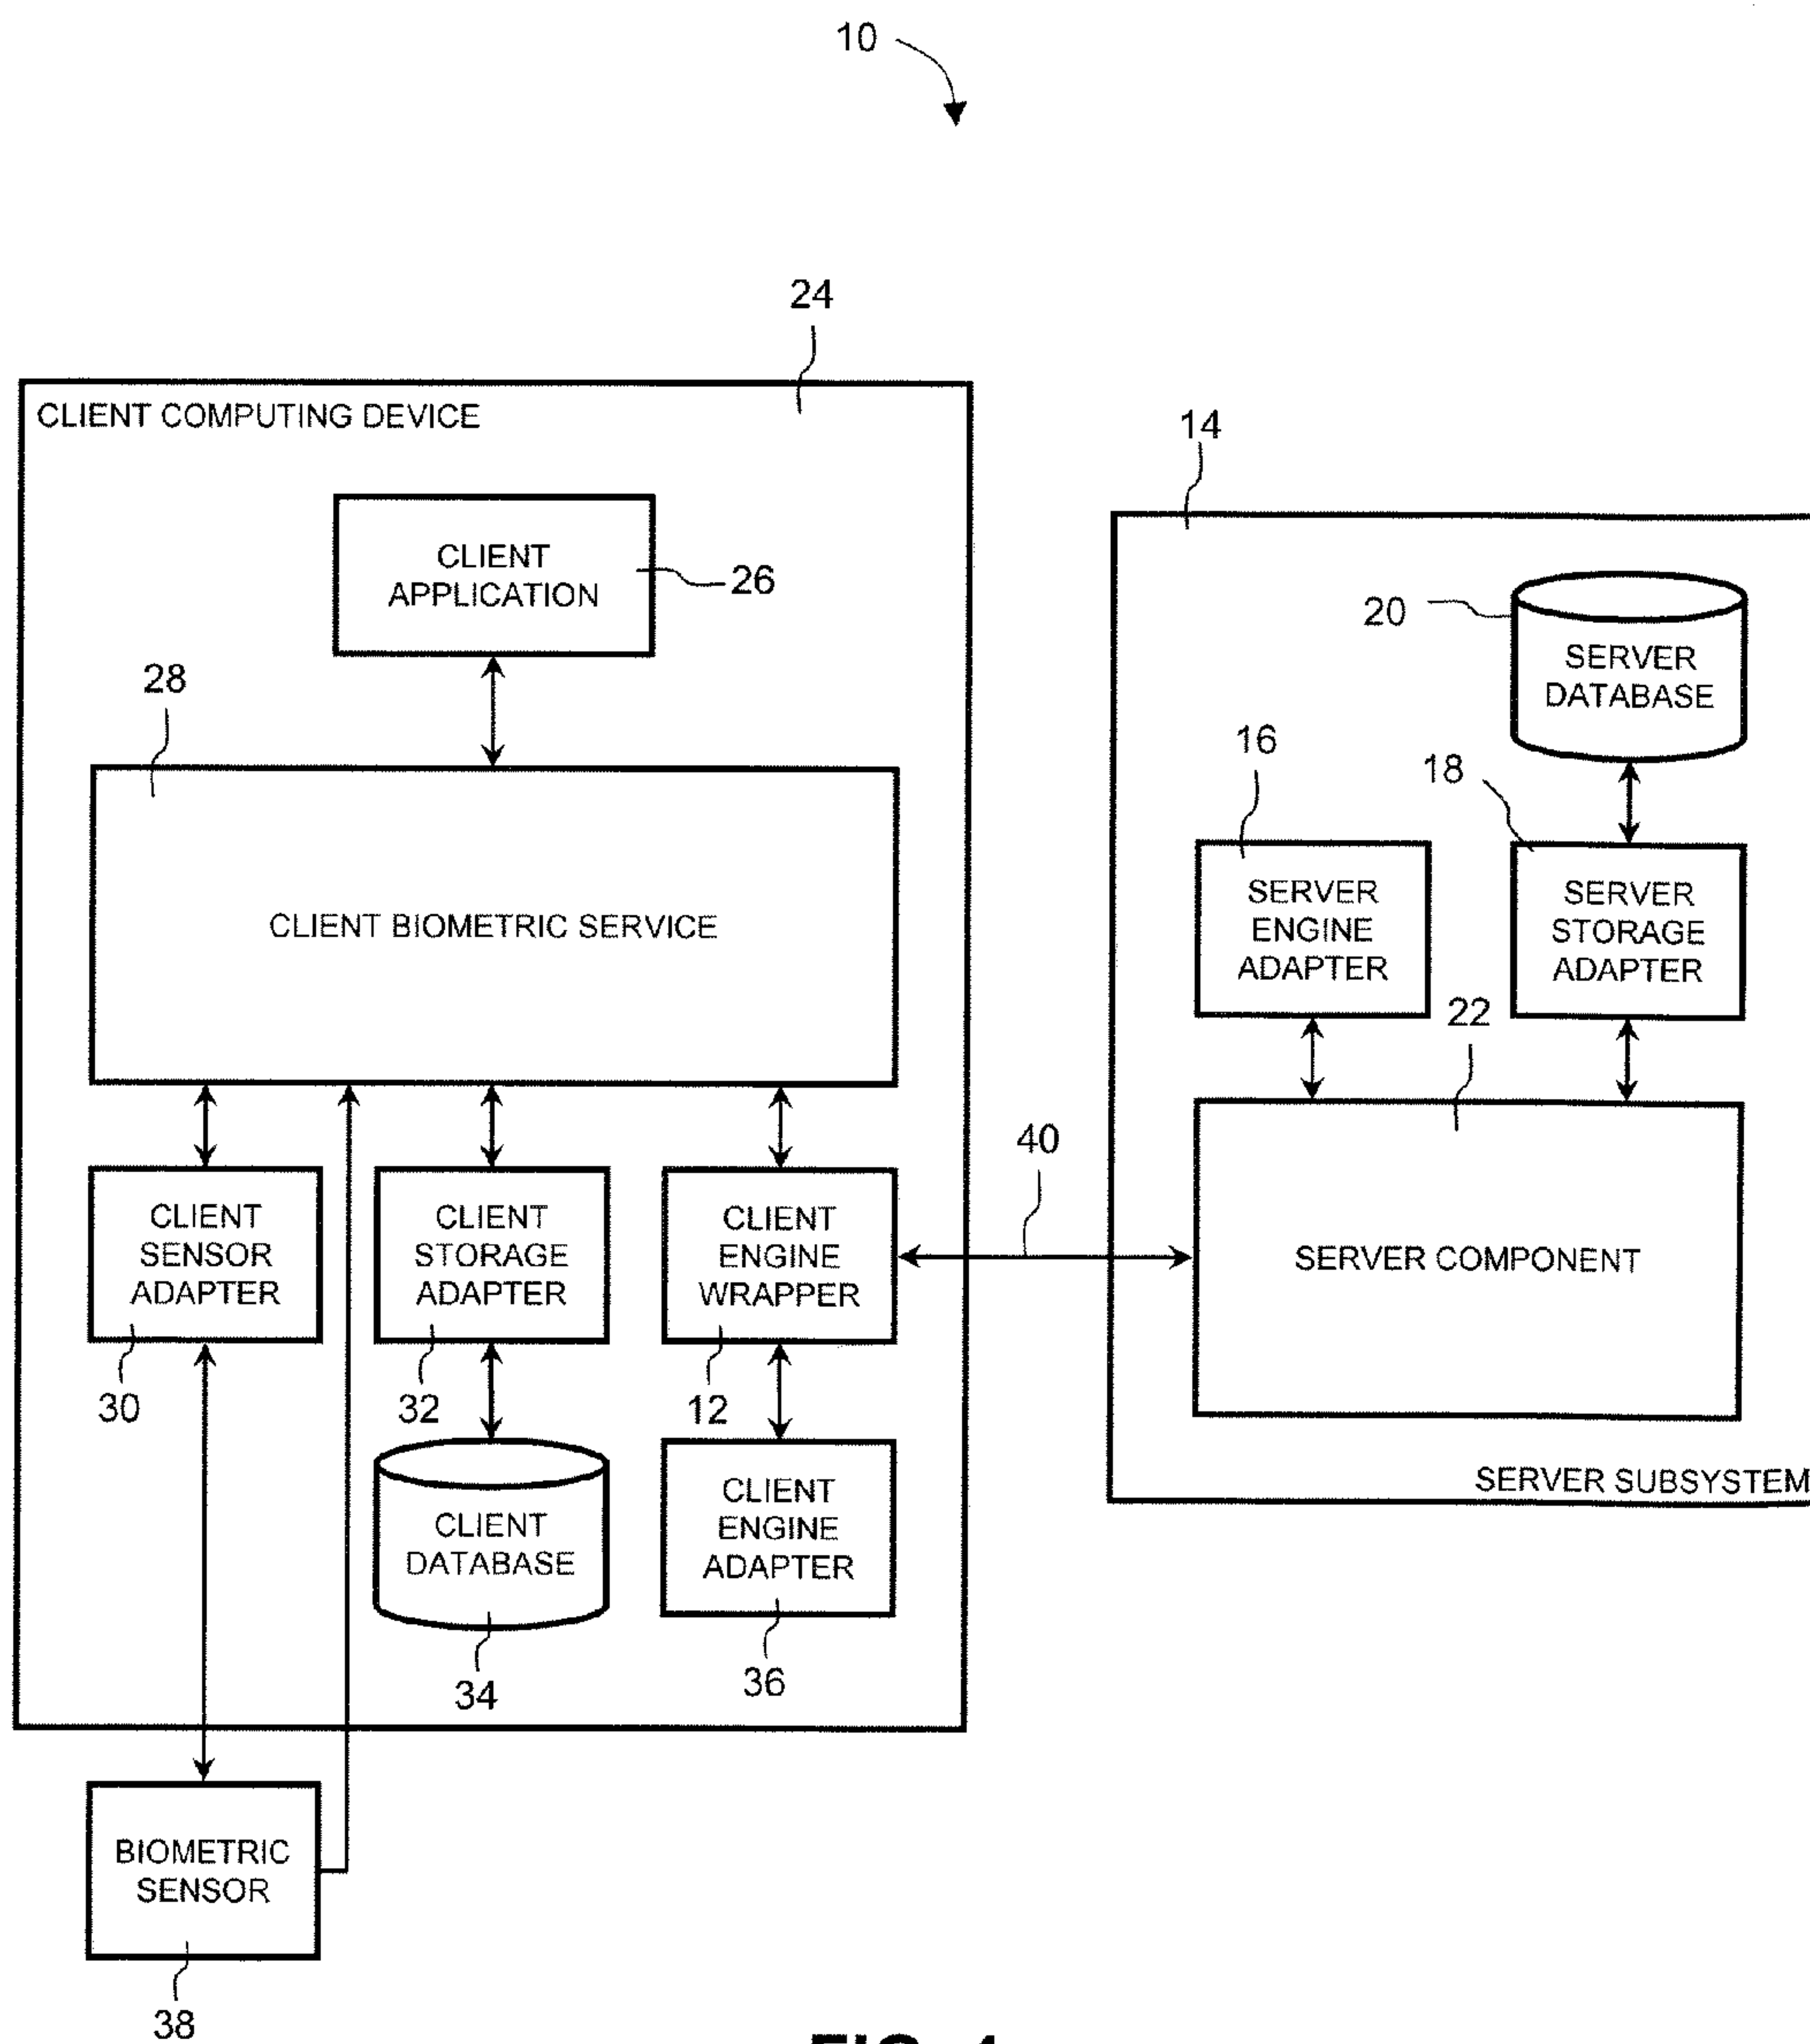 10
24
CLIENT COMPUTING DEVICE
14
CLIENT
APPLICATION
26
20
SERVER
DATABASE
28
16
18
CLIENT BIOMETRIC SERVICE
SERVER
ENGINE
ADAPTER
SERVER
STORAGE
ADAPTER
22
40
CLIENT
SENSOR
ADAPTER
CLIENT
STORAGE
ADAPTER
CLIENT
ENGINE
WRAPPER
SERVER COMPONENT
30
32
12
SERVER SUBSYSTEM
CLIENT
DATABASE
CLIENT
ENGINE
ADAPTER
34
36
BIOMETRIC
SENSOR
38